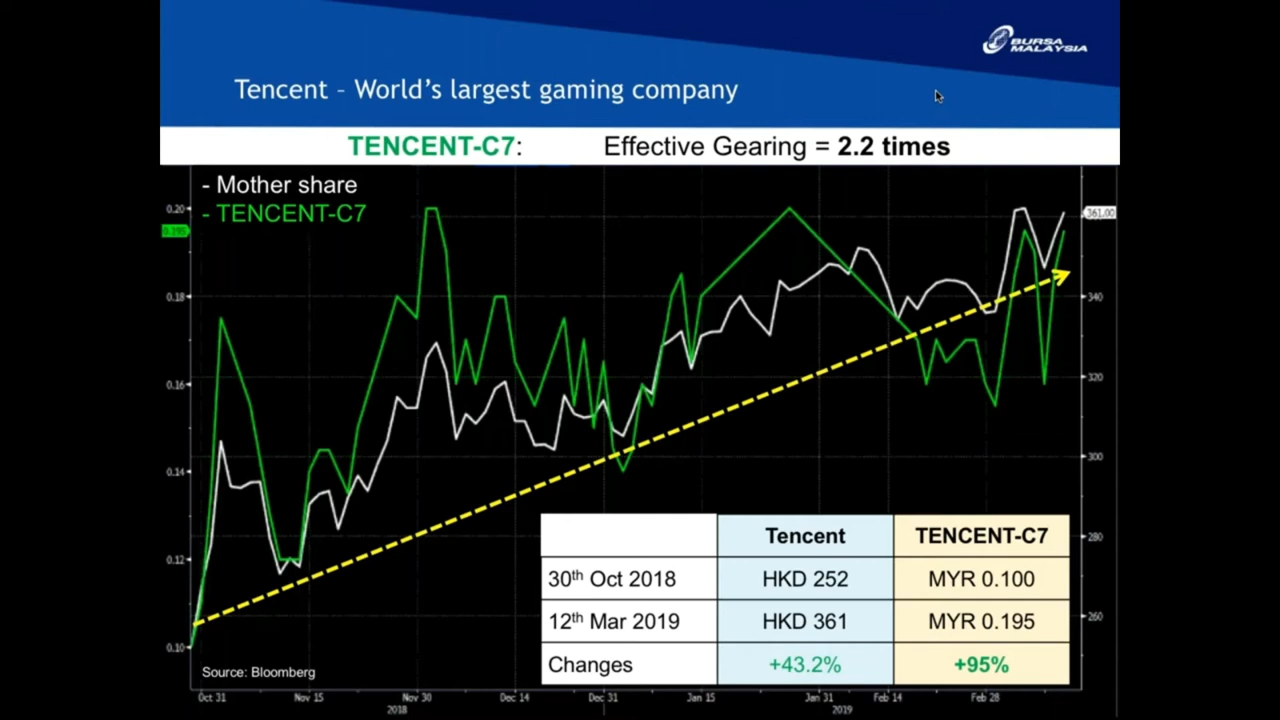 BURSA
MALAYSIA
Tencent – World's largest gaming company
TENCENT-C7: Effective Gearing = 2.2 times
- Mother share
- TENCENT-C7
0.20
0.195
0.18
0.16
0.14
0.12
0.10
361.00
340
320
300
280
260
Tencent TENCENT-C7
30th Oct 2018 HKD 252 MYR 0.100
12th Mar 2019 HKD 361 MYR 0.195
Changes +43.2% +95%
Source: Bloomberg
Oct 31 Nov 15 Nov 30 Dec 14 Dec 31 Jan 15 Jan 31 Feb 14 Feb 28
2018 2019